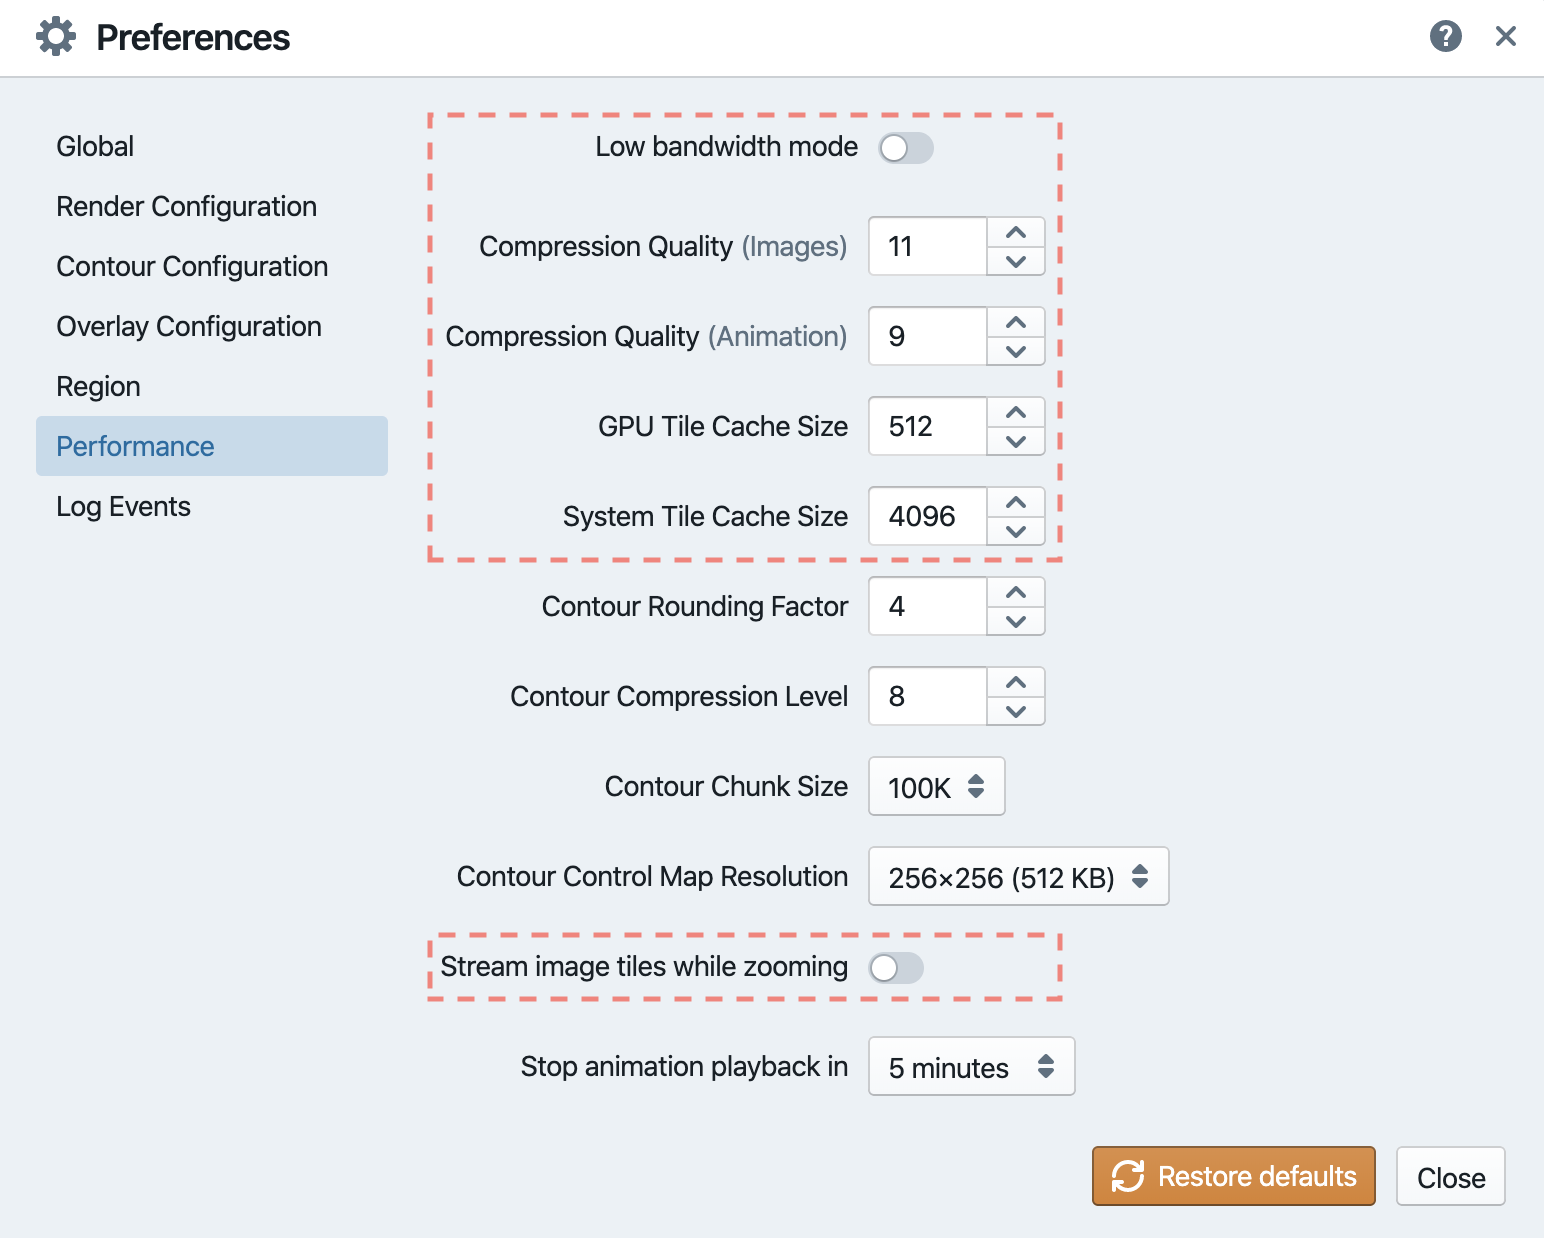 Preferences
?
Global
Render Configuration
Contour Configuration
Overlay Configuration
Region
Performance
Log Events
Low bandwidth mode
Compression Quality (Images) 11
Compression Quality (Animation) 9
GPU Tile Cache Size 512
System Tile Cache Size 4096
Contour Rounding Factor 4
Contour Compression Level 8
Contour Chunk Size 100K
Contour Control Map Resolution 256×256 (512 KB)
Stream image tiles while zooming
Stop animation playback in 5 minutes
Restore defaults Close